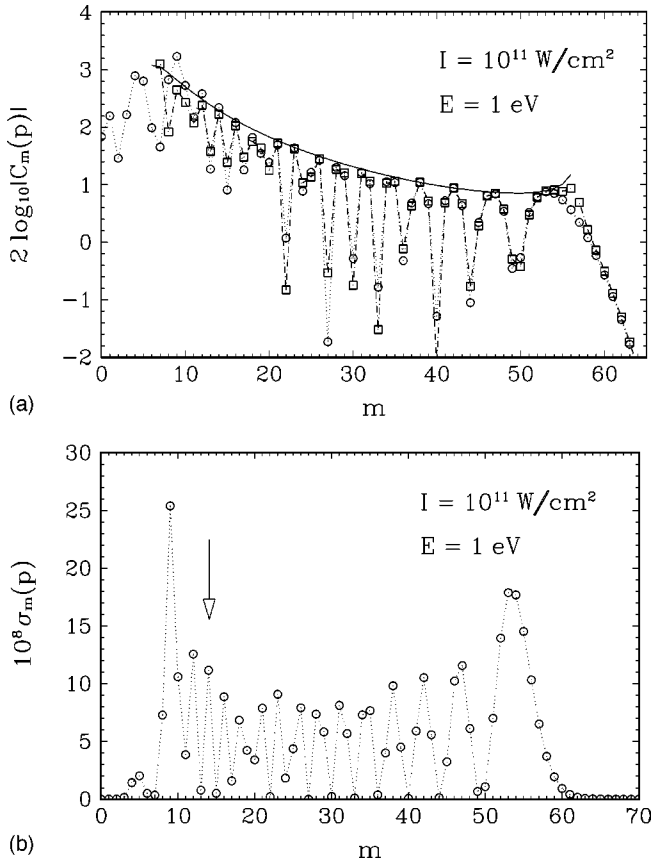 4
3
2
1
0
-1
-2
2 log₁₀|Cₘ(p)|
I = 10¹¹ W/cm²
E = 1 eV
0 10 20 30 40 50 60
m
(a)
30
25
20
15
10
5
0
10⁸σₘ(p)
I = 10¹¹ W/cm²
E = 1 eV
0 10 20 30 40 50 60 70
m
(b)